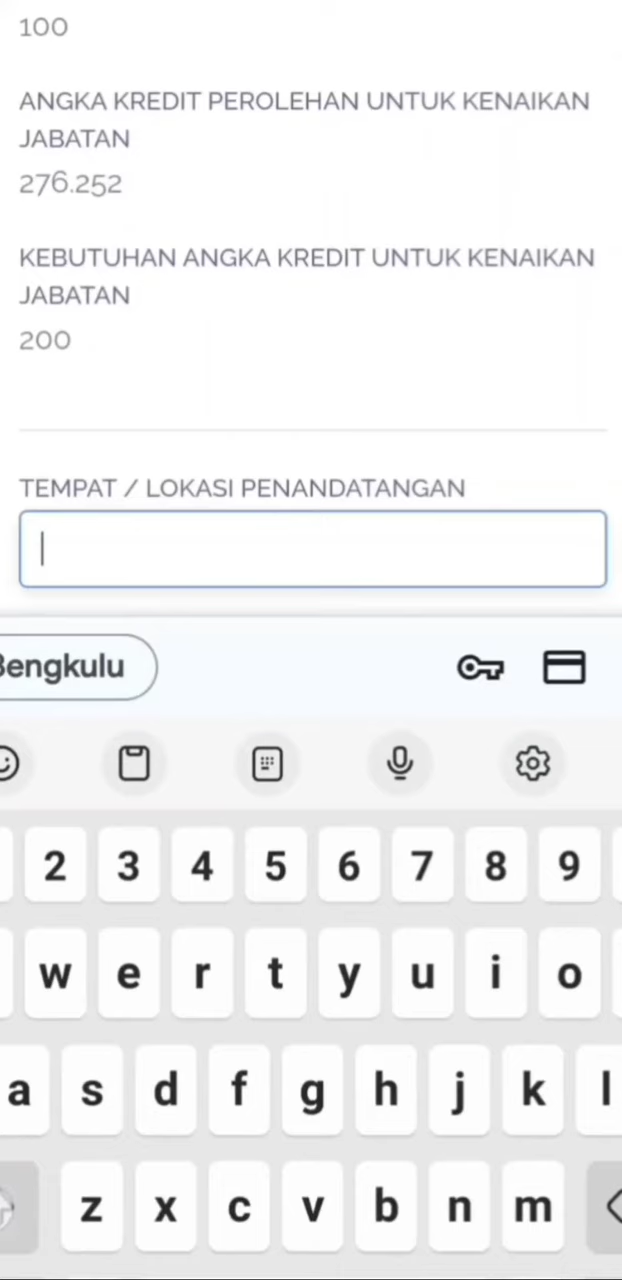 100
ANGKA KREDIT PEROLEHAN UNTUK KENAIKAN
JABATAN
276.252
KEBUTUHAN ANGKA KREDIT UNTUK KENAIKAN
JABATAN
200
TEMPAT / LOKASI PENANDATANGAN
Bengkulu
2 3 4 5 6 7 8 9
w e r t y u i o
a s d f g h j k l
z x c v b n m